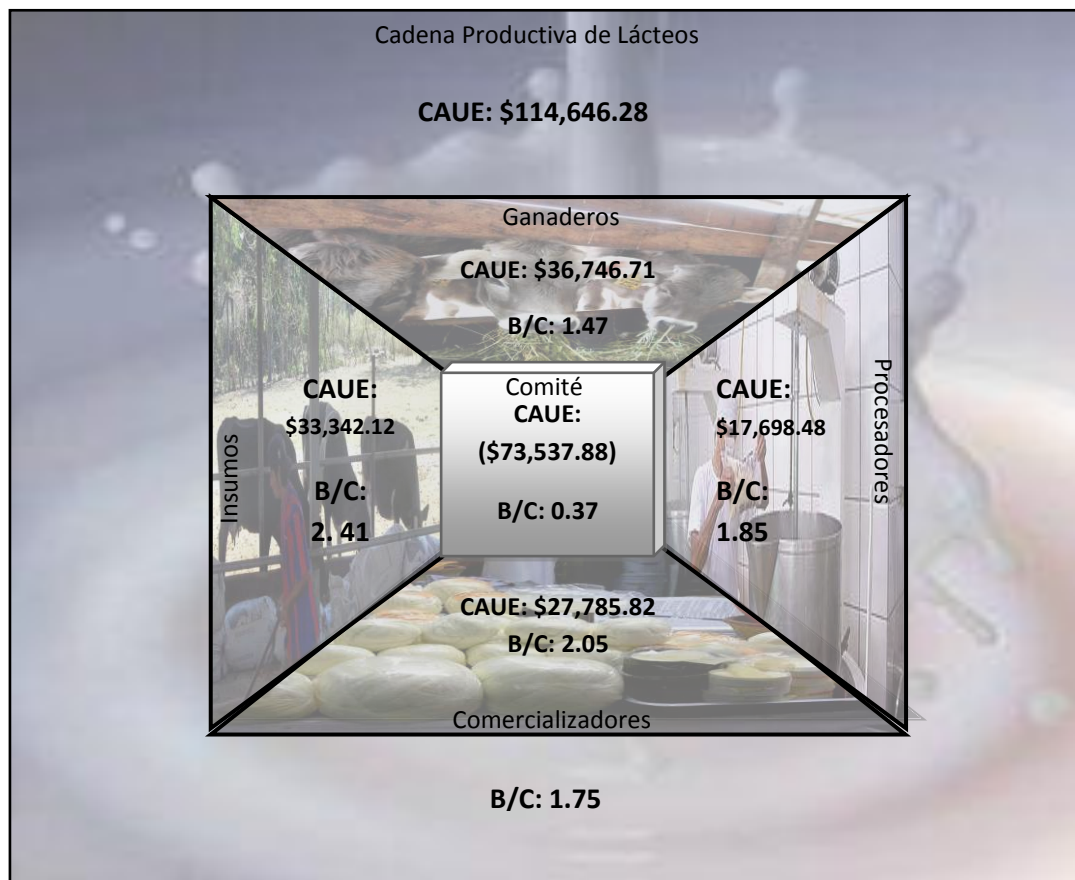 Cadena Productiva de Lácteos
CAUE: $114,646.28
Ganaderos
CAUE: $36,746.71
B/C: 1.47
Insumos
CAUE:
$33,342.12
B/C:
2. 41
Comité
CAUE:
($73,537.88)
B/C: 0.37
CAUE:
$17,698.48
B/C:
1.85
Procesadores
CAUE: $27,785.82
B/C: 2.05
Comercializadores
B/C: 1.75